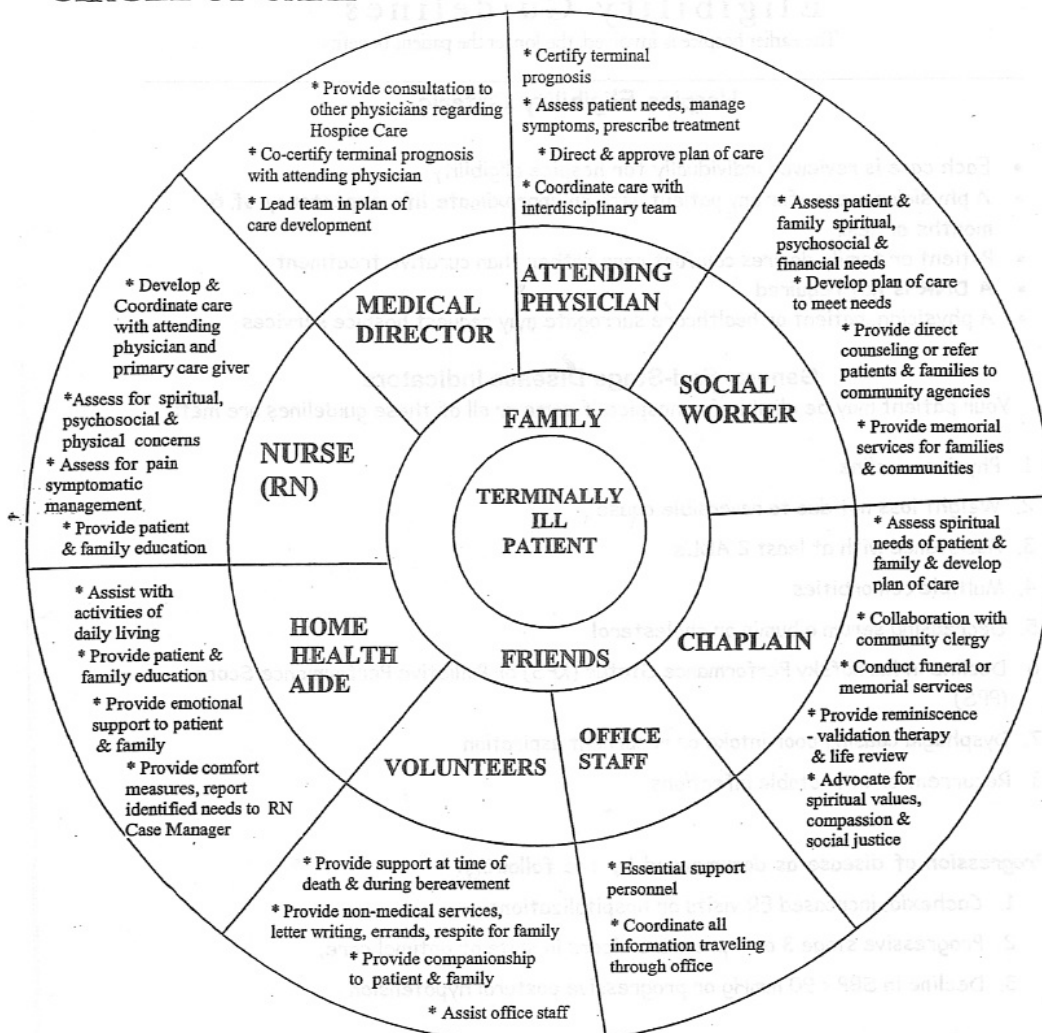 MEDICAL
DIRECTOR
* Provide consultation to
other physicians regarding
Hospice Care
* Co-certify terminal prognosis
with attending physician
* Lead team in plan of
care development
ATTENDING
PHYSICIAN
* Certify terminal
prognosis
* Assess patient needs, manage
symptoms, prescribe treatment
* Direct & approve plan of care
* Coordinate care with
interdisciplinary team
SOCIAL
WORKER
* Assess patient &
family spiritual,
psychosocial &
financial needs
* Develop plan of care
to meet needs
* Provide direct
counseling or refer
patients & families to
community agencies
* Provide memorial
services for families
& communities
CHAPLAIN
* Assess spiritual
needs of patient &
family & develop
plan of care
* Collaboration with
community clergy
* Conduct funeral or
memorial services
* Provide reminiscence
- validation therapy
& life review
* Advocate for
spiritual values,
compassion &
social justice
OFFICE
STAFF
* Essential support
personnel
* Coordinate all
information traveling
through office
VOLUNTEERS
* Provide support at time of
death & during bereavement
* Provide non-medical services,
letter writing, errands, respite for family
* Provide companionship
to patient & family
* Assist office staff
HOME
HEALTH
AIDE
* Assist with
activities of
daily living
* Provide patient &
family education
* Provide emotional
support to patient
& family
* Provide comfort
measures, report
identified needs to RN
Case Manager
NURSE
(RN)
* Develop &
Coordinate care
with attending
physician and
primary care giver
*Assess for spiritual,
psychosocial &
physical concerns
* Assess for pain
symptomatic
management
* Provide patient
& family education
FAMILY
TERMINALLY
ILL
PATIENT
FRIENDS